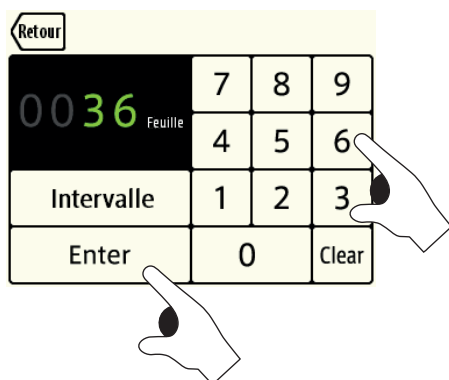 Retour
7 8 9
0036 Feuille
4 5 6
Intervalle 1 2 3
Enter 0 Clear